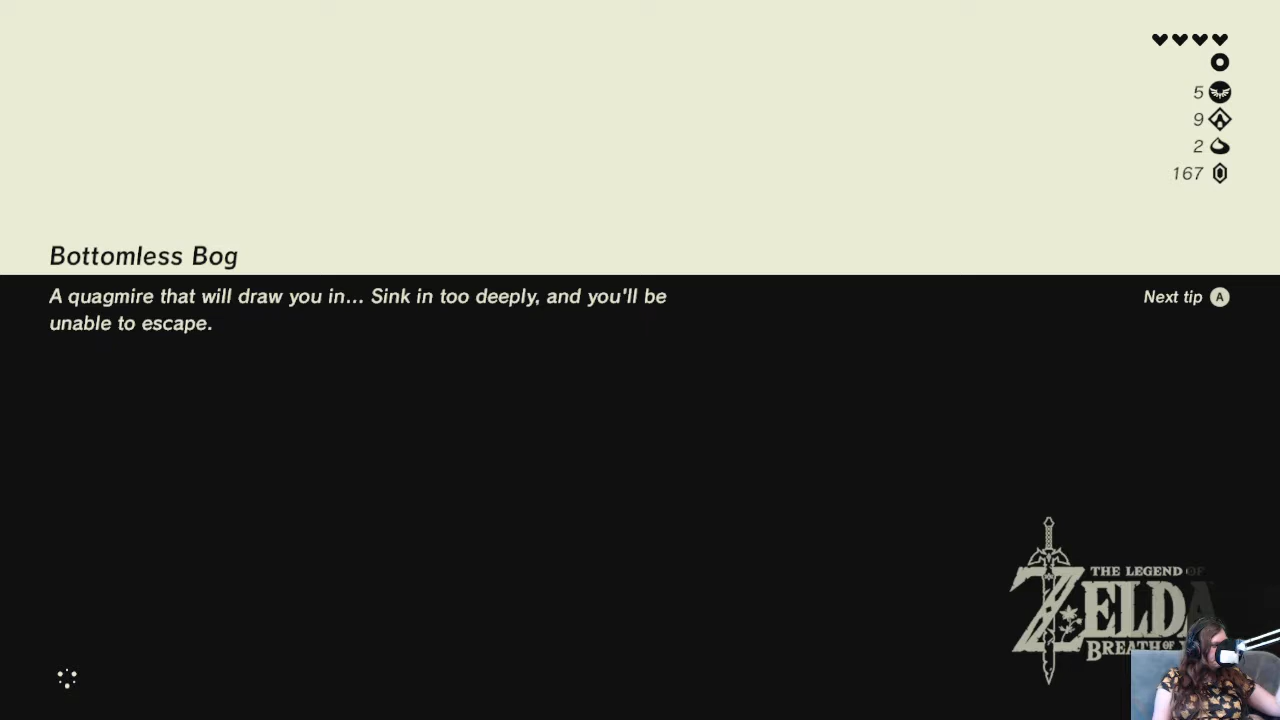 5
9
2
167
Bottomless Bog
A quagmire that will draw you in... Sink in too deeply, and you'll be
unable to escape.
Next tip A
THE LEGEND OF
ZELDA
BREATH OF